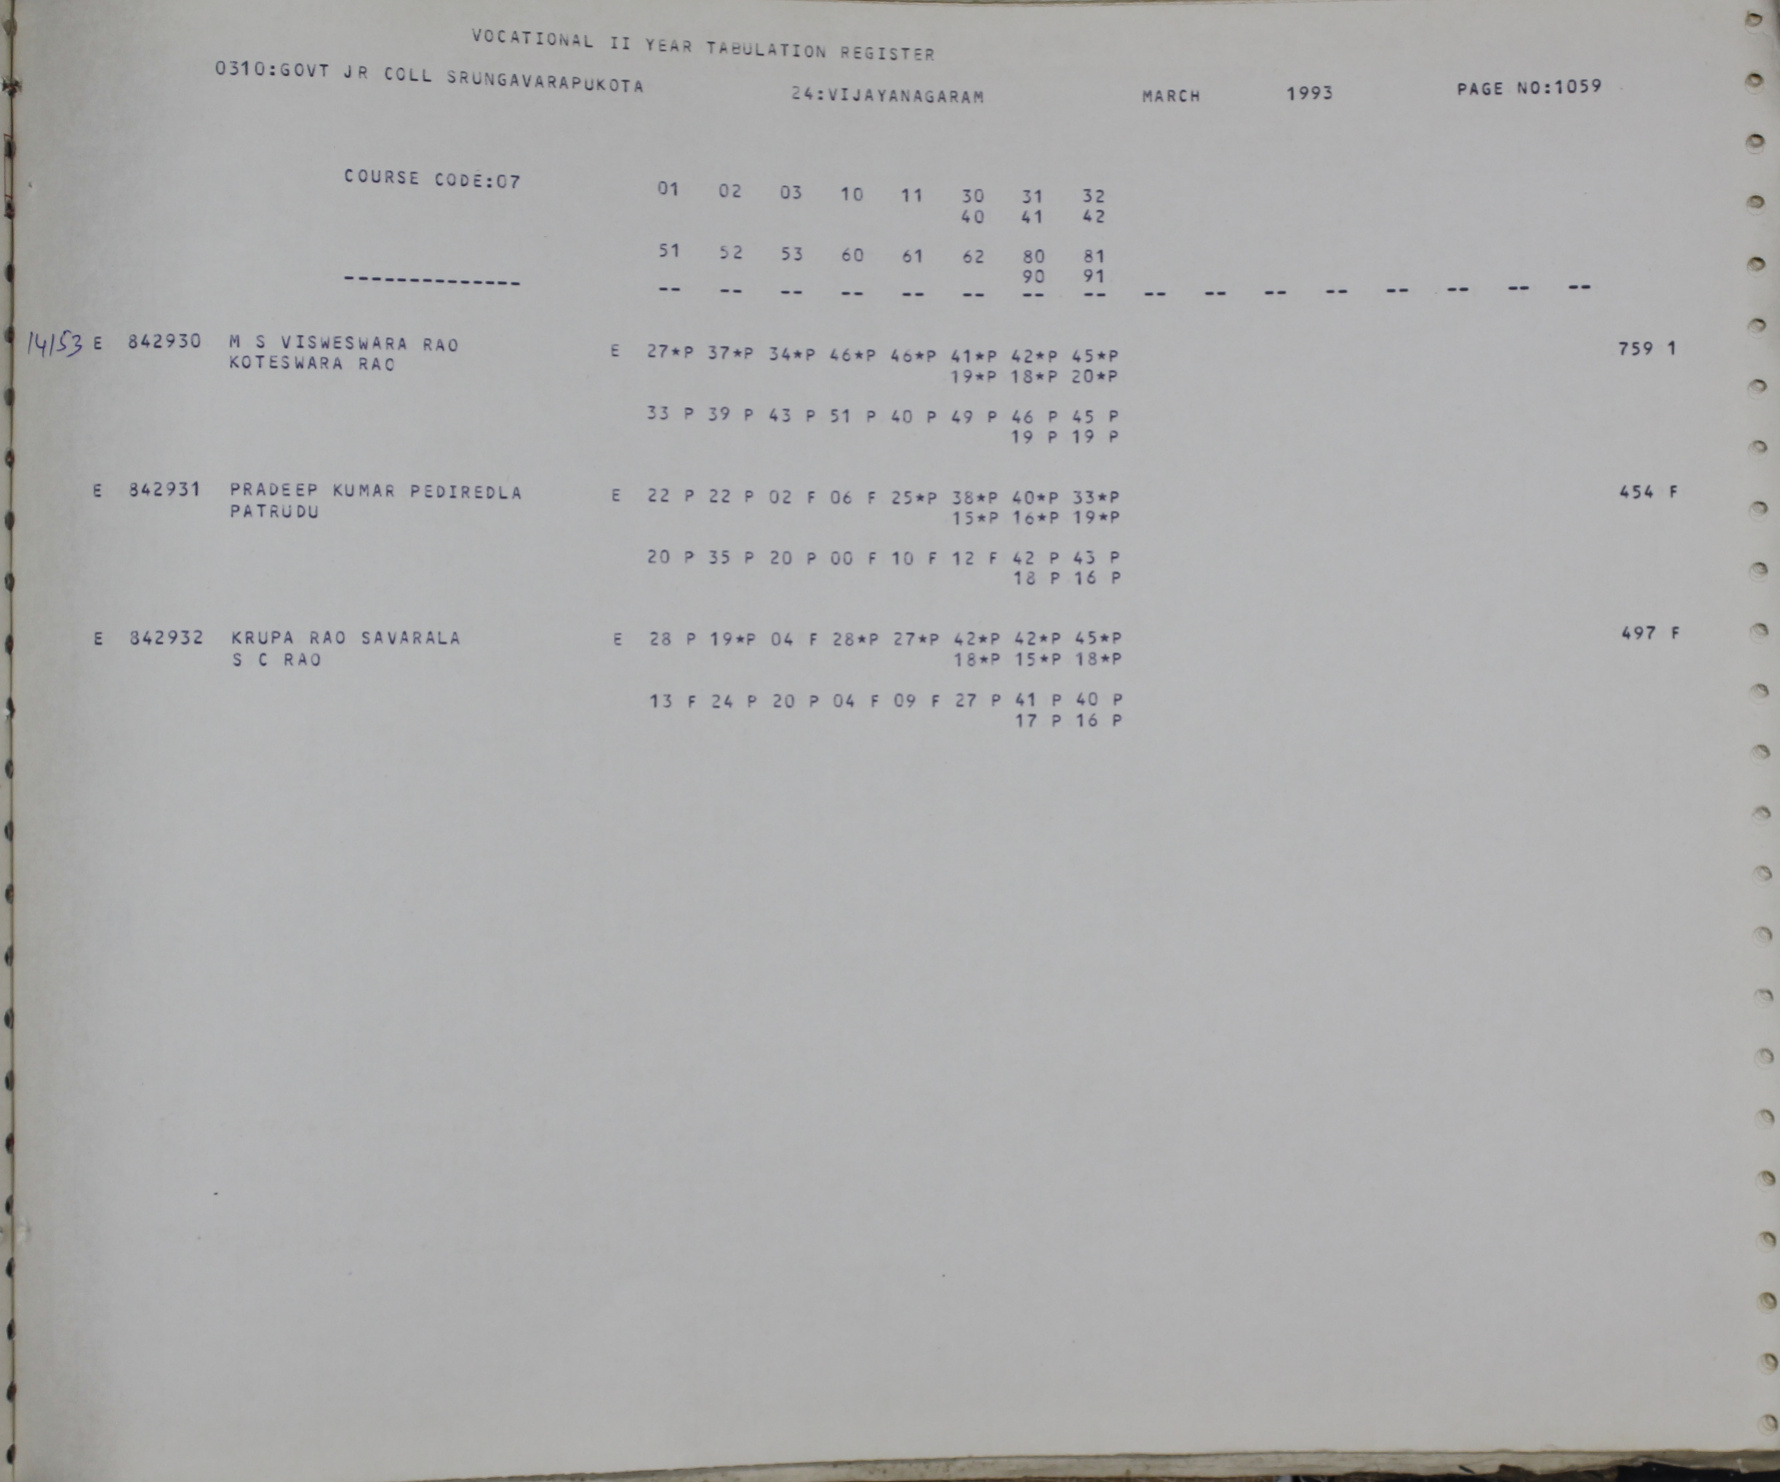 VOCATIONAL II YEAR TABULATION REGISTER
0310:GOVT JR COLL SRUNGAVARAPUKOTA 24:VIJAYANAGARAM MARCH 1993 PAGE NO:1059
COURSE CODE:07 01 02 03 10 11 30 31 32
40 41 42
51 52 53 60 61 62 80 81
90 91
-------------- -- -- -- -- -- -- -- -- -- -- -- -- -- -- -- --
14153 E 842930 M S VISWESWARA RAO E 27*P 37*P 34*P 46*P 46*P 41*P 42*P 45*P 759 1
KOTESWARA RAO 19*P 18*P 20*P
33 P 39 P 43 P 51 P 40 P 49 P 46 P 45 P
19 P 19 P
E 842931 PRADEEP KUMAR PEDIREDLA E 22 P 22 P 02 F 06 F 25*P 38*P 40*P 33*P 454 F
PATRUDU 15*P 16*P 19*P
20 P 35 P 20 P 00 F 10 F 12 F 42 P 43 P
18 P 16 P
E 842932 KRUPA RAO SAVARALA E 28 P 19*P 04 F 28*P 27*P 42*P 42*P 45*P 497 F
S C RAO 18*P 15*P 18*P
13 F 24 P 20 P 04 F 09 F 27 P 41 P 40 P
17 P 16 P